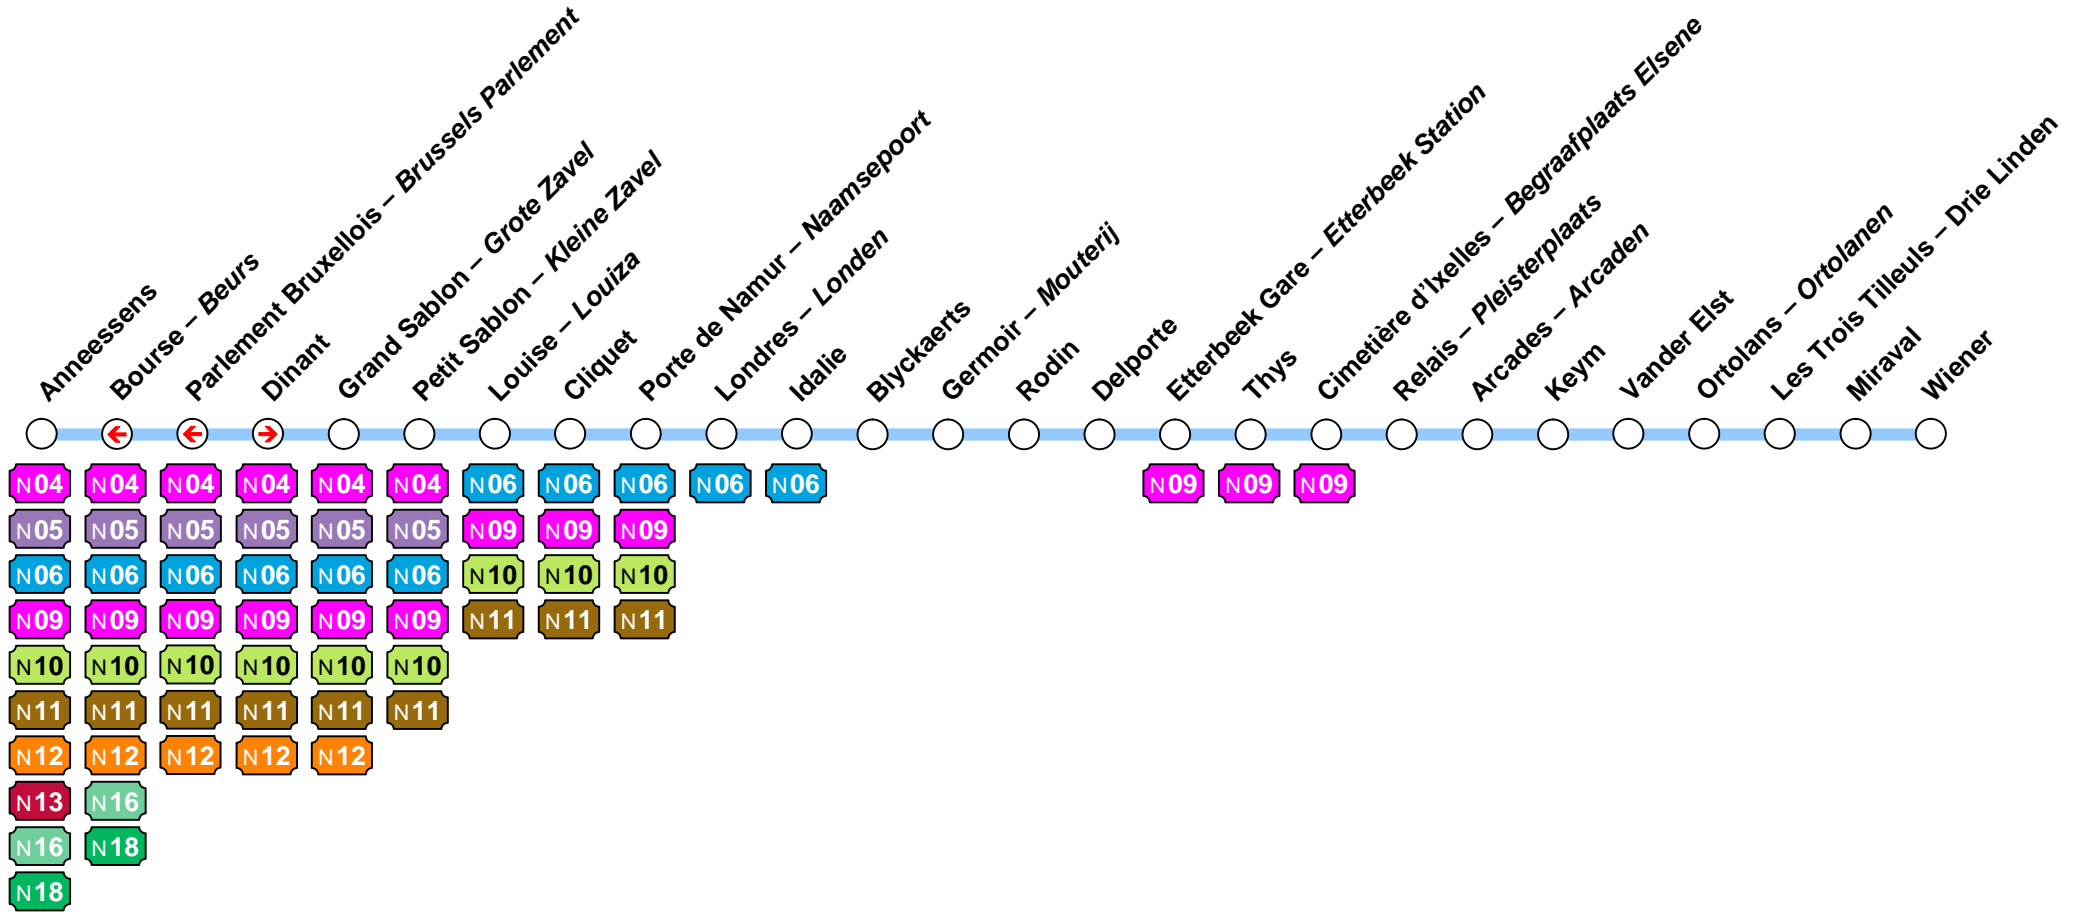 Anneessens
Bourse – Beurs
Parlement Bruxellois – Brussels Parlement
Dinant
Grand Sablon – Grote Zavel
Petit Sablon – Kleine Zavel
Louise – Louiza
Cliquet
Porte de Namur – Naamsepoort
Londres – Londen
Idalie
Blyckaerts
Germoir – Mouterij
Rodin
Delporte
Etterbeek Gare – Etterbeek Station
Thys
Cimetière d'Ixelles – Begraafplaats Elsene
Relais – Pleisterplaats
Arcades – Arcaden
Keym
Vander Elst
Ortolans – Ortolanen
Les Trois Tilleuls – Drie Linden
Miraval
Wiener
N04 N04 N04 N04 N04 N04 N06 N06 N06 N06 N06 N09 N09 N09
N05 N05 N05 N05 N05 N05 N09 N09 N09
N06 N06 N06 N06 N06 N06 N10 N10 N10
N09 N09 N09 N09 N09 N09 N11 N11 N11
N10 N10 N10 N10 N10 N10
N11 N11 N11 N11 N11 N11
N12 N12 N12 N12 N12
N13 N16
N16 N18
N18